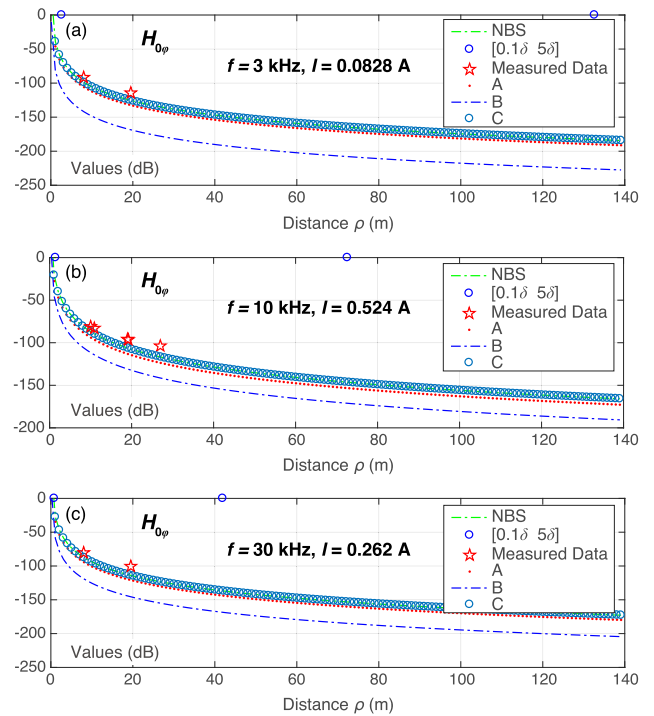 (a)
H0φ
f = 3 kHz, I = 0.0828 A
NBS
[0.1δ 5δ]
Measured Data
A
B
C
Values (dB)
0
-50
-100
-150
-200
-250
0 20 40 60 80 100 120 140
Distance ρ (m)
(b)
H0φ
f = 10 kHz, I = 0.524 A
NBS
[0.1δ 5δ]
Measured Data
A
B
C
Values (dB)
0
-50
-100
-150
-200
0 20 40 60 80 100 120 140
Distance ρ (m)
(c)
H0φ
f = 30 kHz, I = 0.262 A
NBS
[0.1δ 5δ]
Measured Data
A
B
C
Values (dB)
0
-50
-100
-150
-200
-250
0 20 40 60 80 100 120 140
Distance ρ (m)